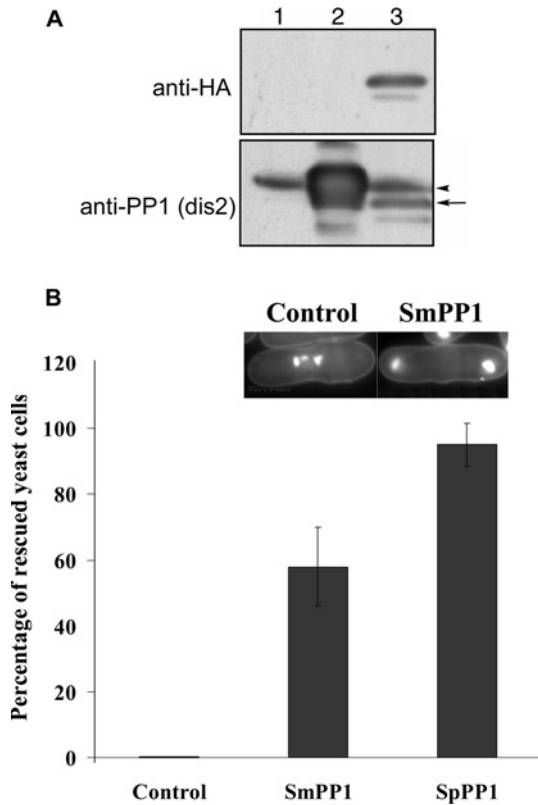 A
1 2 3
anti-HA
anti-PP1 (dis2)
B
Control SmPP1
120
100
80
60
40
20
0
Percentage of rescued yeast cells
Control SmPP1 SpPP1